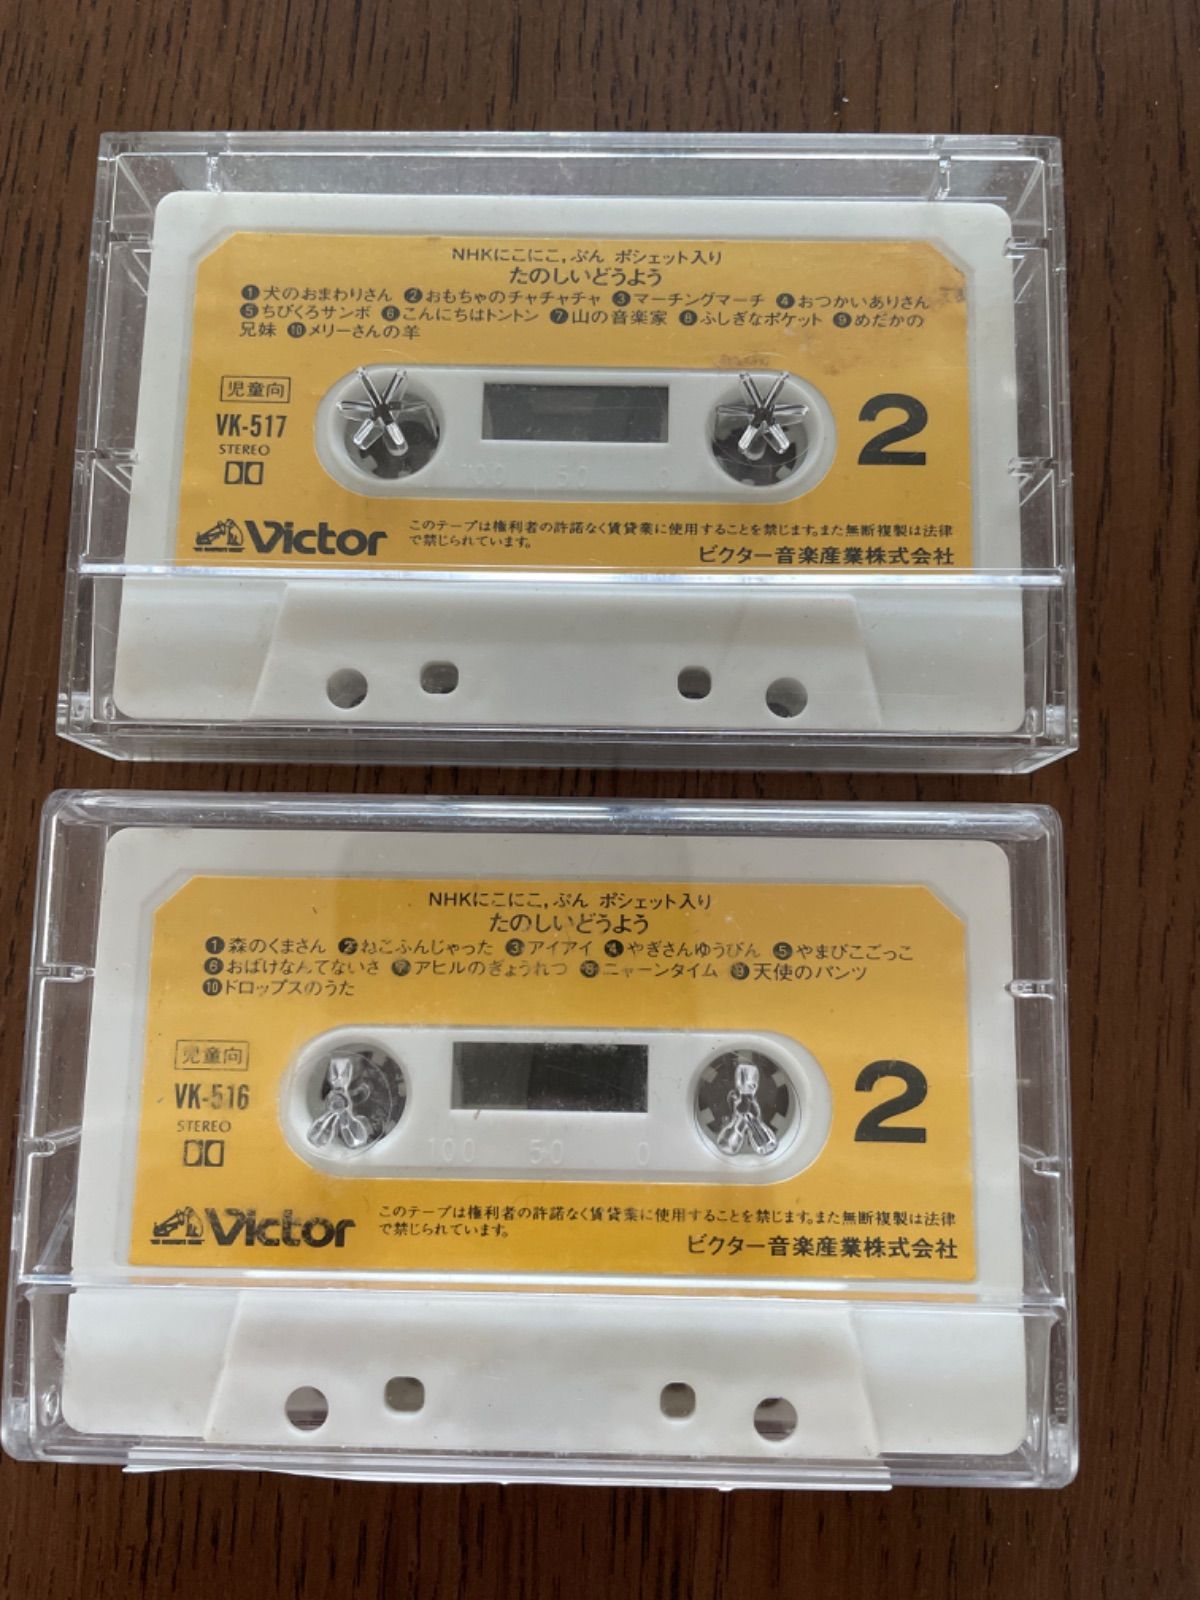 NHKにこにこ,ぷん ポシェット入り
たのしいどうよう
❶犬のおまわりさん ❷おもちゃのチャチャチャ ❸マーチングマーチ ❹おつかいありさん
❺ちびくろサンボ ❻こんにちはトントン ❼山の音楽家 ❽ふしぎなポケット ❾めだかの
兄妹 ❿メリーさんの羊
児童向
VK-517
STEREO
2
100 50 0
Victor
このテープは権利者の許諾なく賃貸業に使用することを禁じます。また無断複製は法律
で禁じられています。
ビクター音楽産業株式会社
NHKにこにこ,ぷん ポシェット入り
たのしいどうよう
❶森のくまさん ❷ねこふんじゃった ❸アイアイ ❹やぎさんゆうびん ❺やまびこごっこ
❻おばけなんてないさ ❼アヒルのぎょうれつ ❽ニャーンタイム ❾天使のパンツ
❿ドロップスのうた
児童向
VK-516
STEREO
2
100 50 0
Victor
このテープは権利者の許諾なく賃貸業に使用することを禁じます。また無断複製は法律
で禁じられています。
ビクター音楽産業株式会社